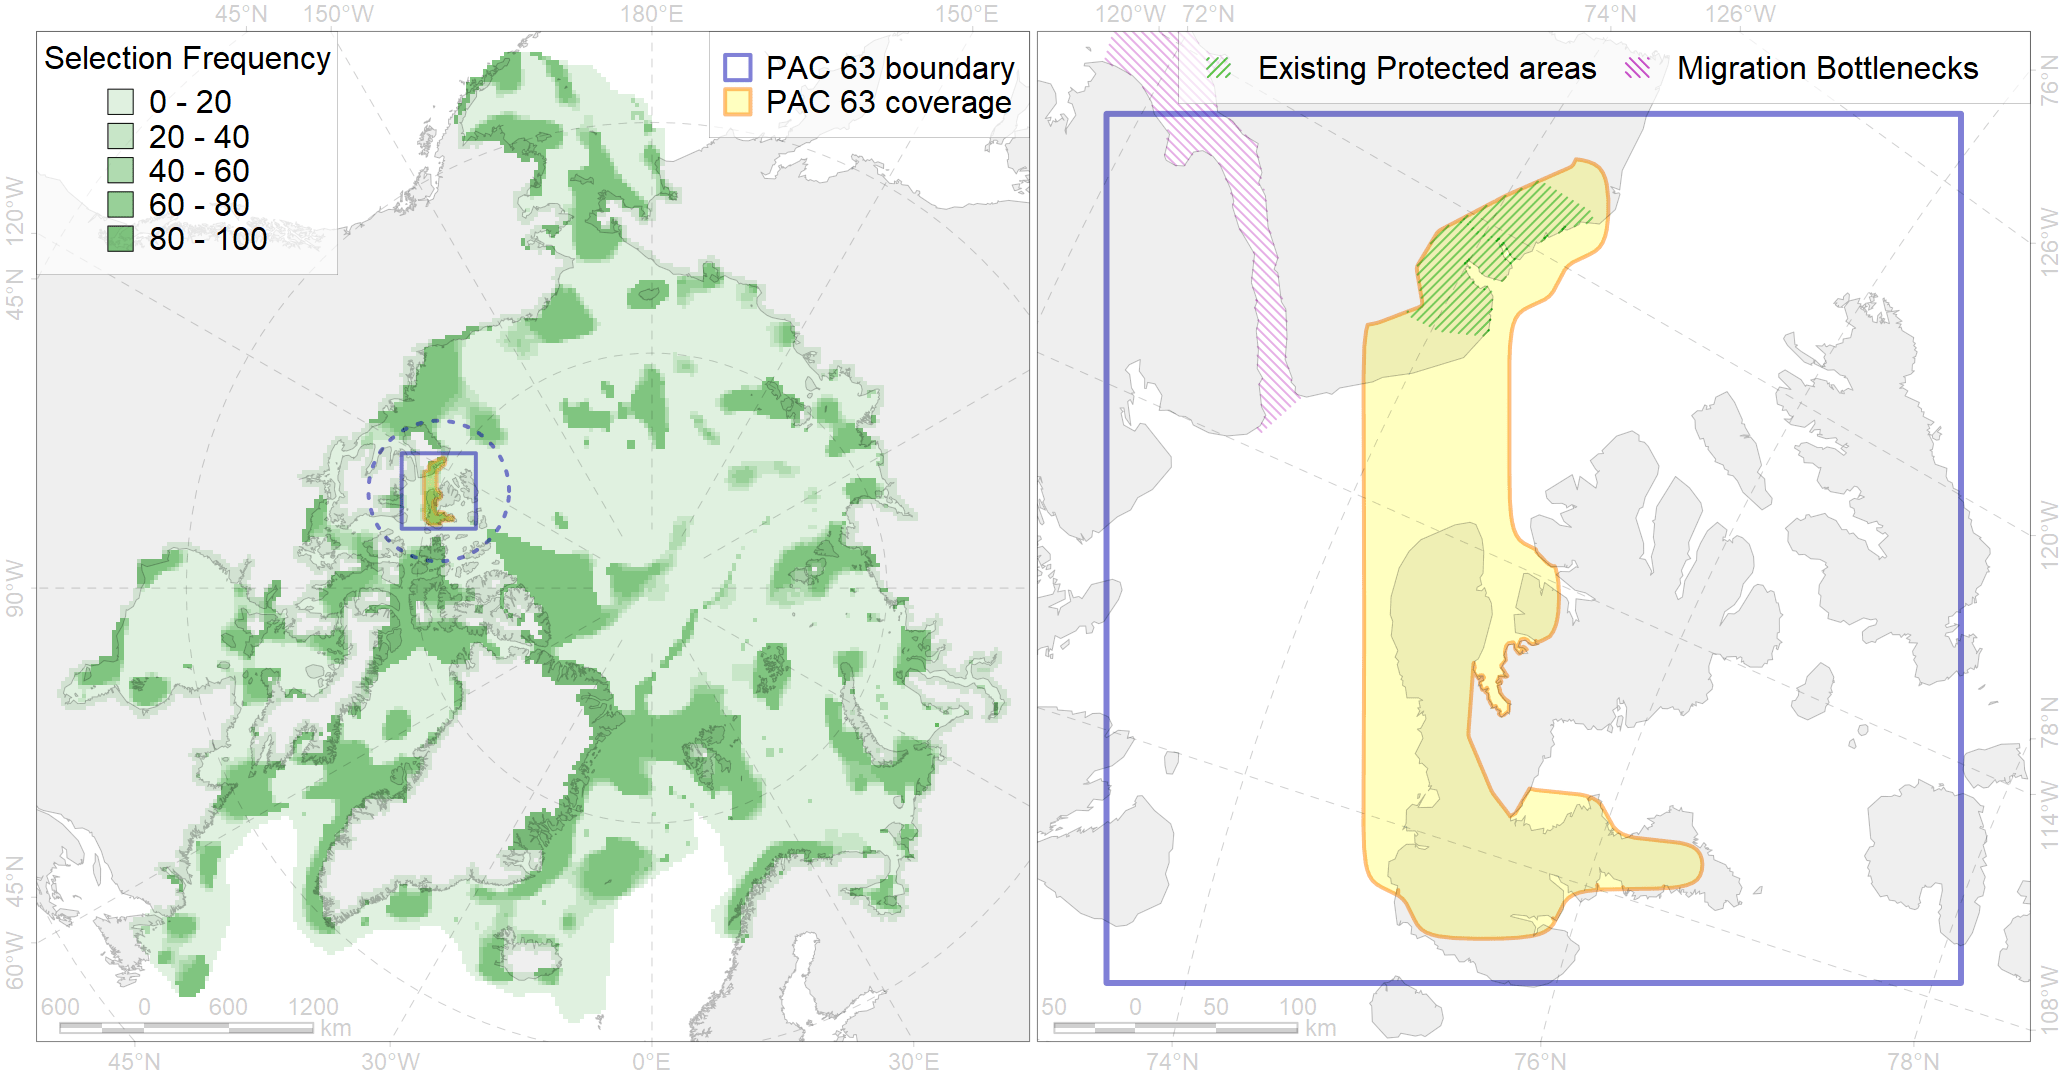 45°N 150°W 180°E 150°E 120°W 72°N 74°N 126°W
Selection Frequency
0 - 20
20 - 40
40 - 60
60 - 80
80 - 100
PAC 63 boundary
PAC 63 coverage
Existing Protected areas Migration Bottlenecks
120°W
45°N
90°W
45°N
60°W
76°N
126°W
120°W
78°N
114°W
108°W
600 0 600 1200
km
50 0 50 100
km
45°N 30°W 0°E 30°E 74°N 76°N 78°N